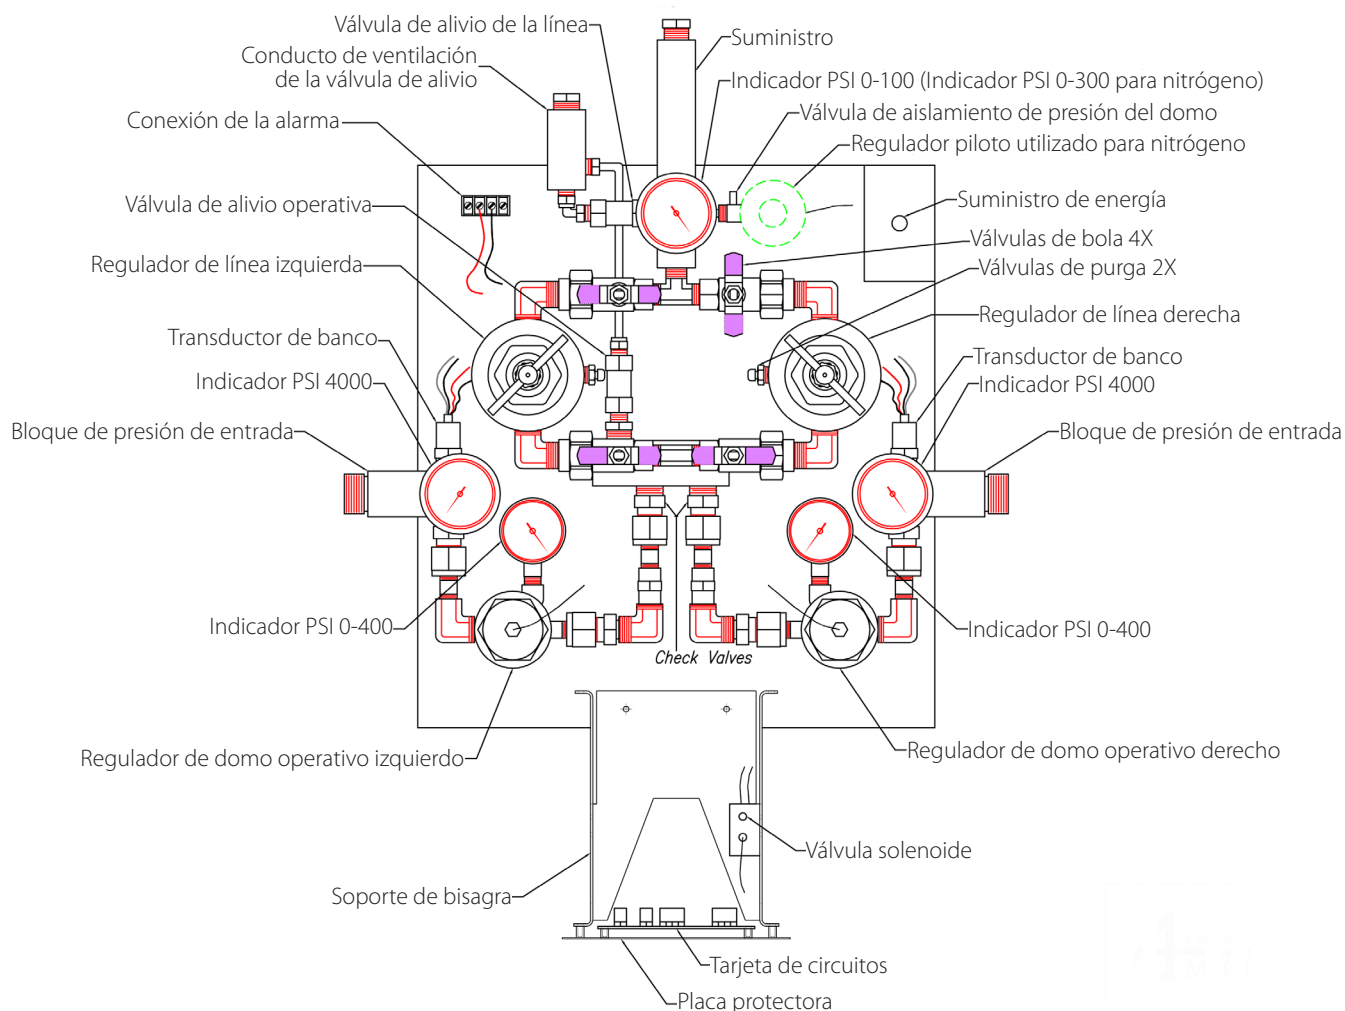 Válvula de alivio de la línea
Suministro
Conducto de ventilación
de la válvula de alivio
Indicador PSI 0-100 (Indicador PSI 0-300 para nitrógeno)
Conexión de la alarma
Válvula de aislamiento de presión del domo
Regulador piloto utilizado para nitrógeno
Válvula de alivio operativa
Suministro de energía
Regulador de línea izquierda
Válvulas de bola 4X
Válvulas de purga 2X
Regulador de línea derecha
Transductor de banco
Transductor de banco
Indicador PSI 4000
Indicador PSI 4000
Bloque de presión de entrada
Bloque de presión de entrada
Indicador PSI 0-400
Indicador PSI 0-400
Check Valves
Regulador de domo operativo izquierdo
Regulador de domo operativo derecho
Válvula solenoide
Soporte de bisagra
Tarjeta de circuitos
Placa protectora